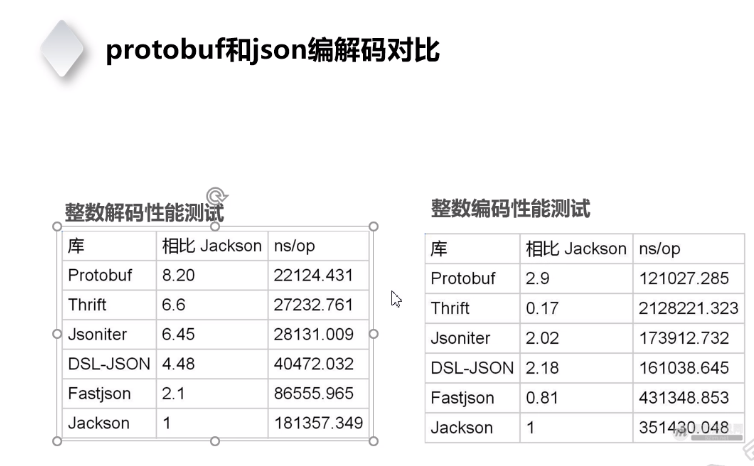 protobuf和json编解码对比
整数解码性能测试
库 相比 Jackson ns/op
Protobuf 8.20 22124.431
Thrift 6.6 27232.761
Jsoniter 6.45 28131.009
DSL-JSON 4.48 40472.032
Fastjson 2.1 86555.965
Jackson 1 181357.349
整数编码性能测试
库 相比 Jackson ns/op
Protobuf 2.9 121027.285
Thrift 0.17 2128221.323
Jsoniter 2.02 173912.732
DSL-JSON 2.18 161038.645
Fastjson 0.81 431348.853
Jackson 1 351430.048